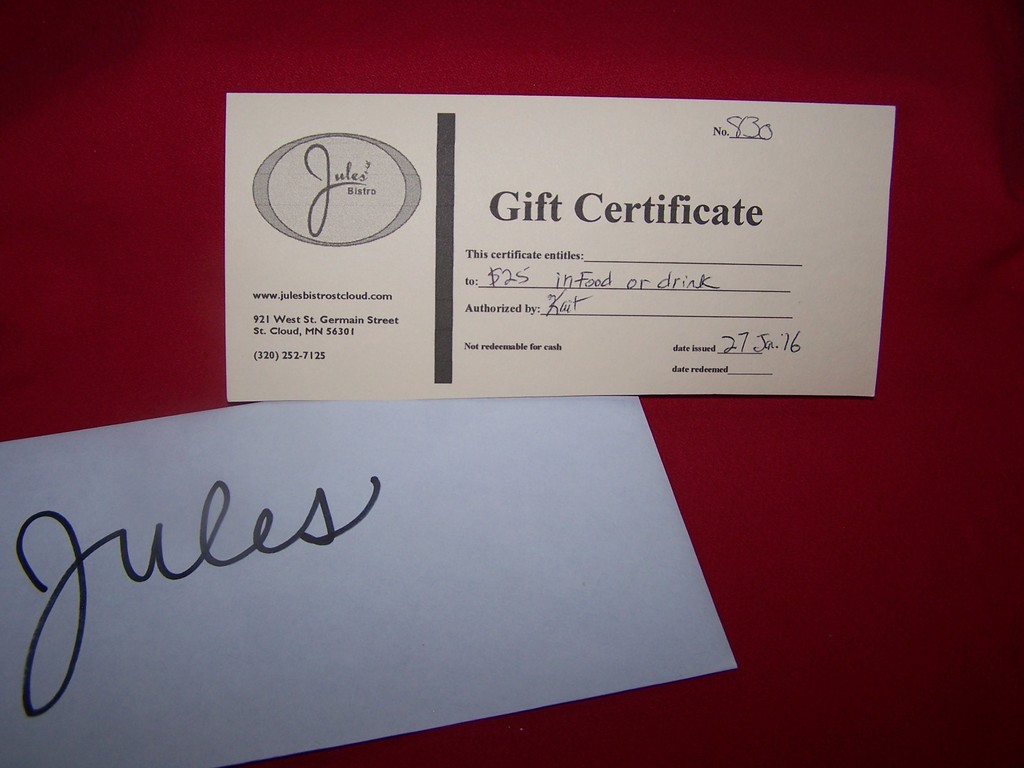 Jules'
Bistro
www.julesbistrostcloud.com
921 West St. Germain Street
St. Cloud, MN 56301
(320) 252-7125
No. 830
Gift Certificate
This certificate entitles:
to: $25 in Food or drink
Authorized by:
Not redeemable for cash
date issued 27 Jan. '16
date redeemed
Jules